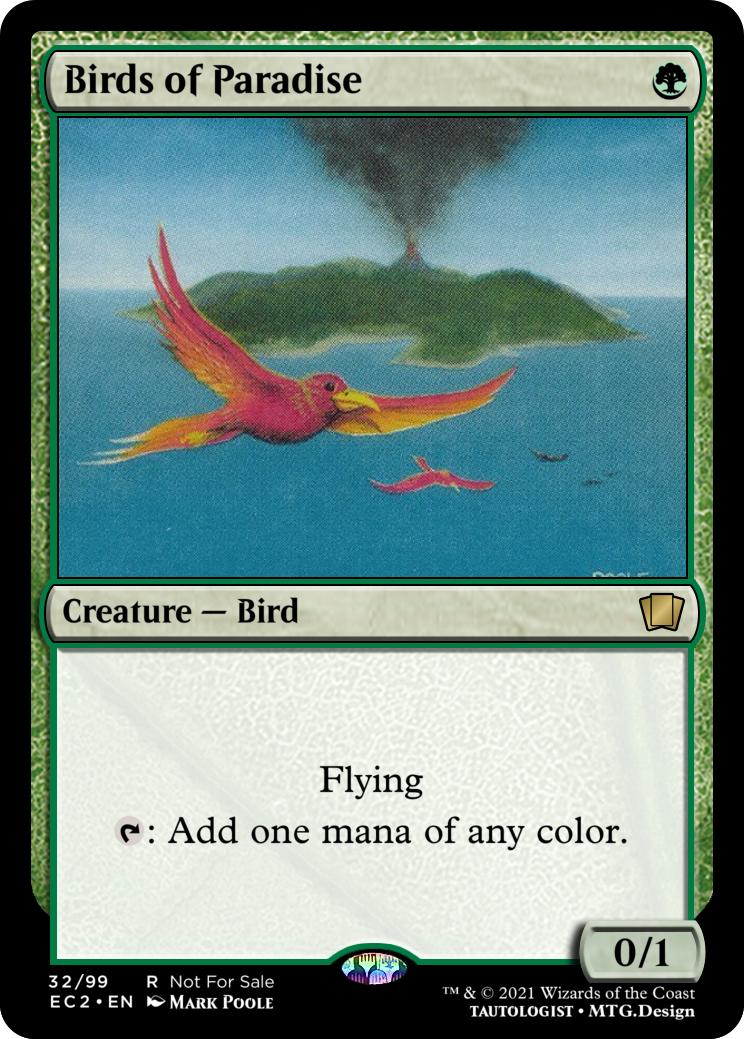 Birds of Paradise
Creature — Bird
Flying
: Add one mana of any color.
0/1
32/99 R Not For Sale
EC2 • EN Mark Poole
™ & © 2021 Wizards of the Coast
TAUTOLOGIST • MTG.Design